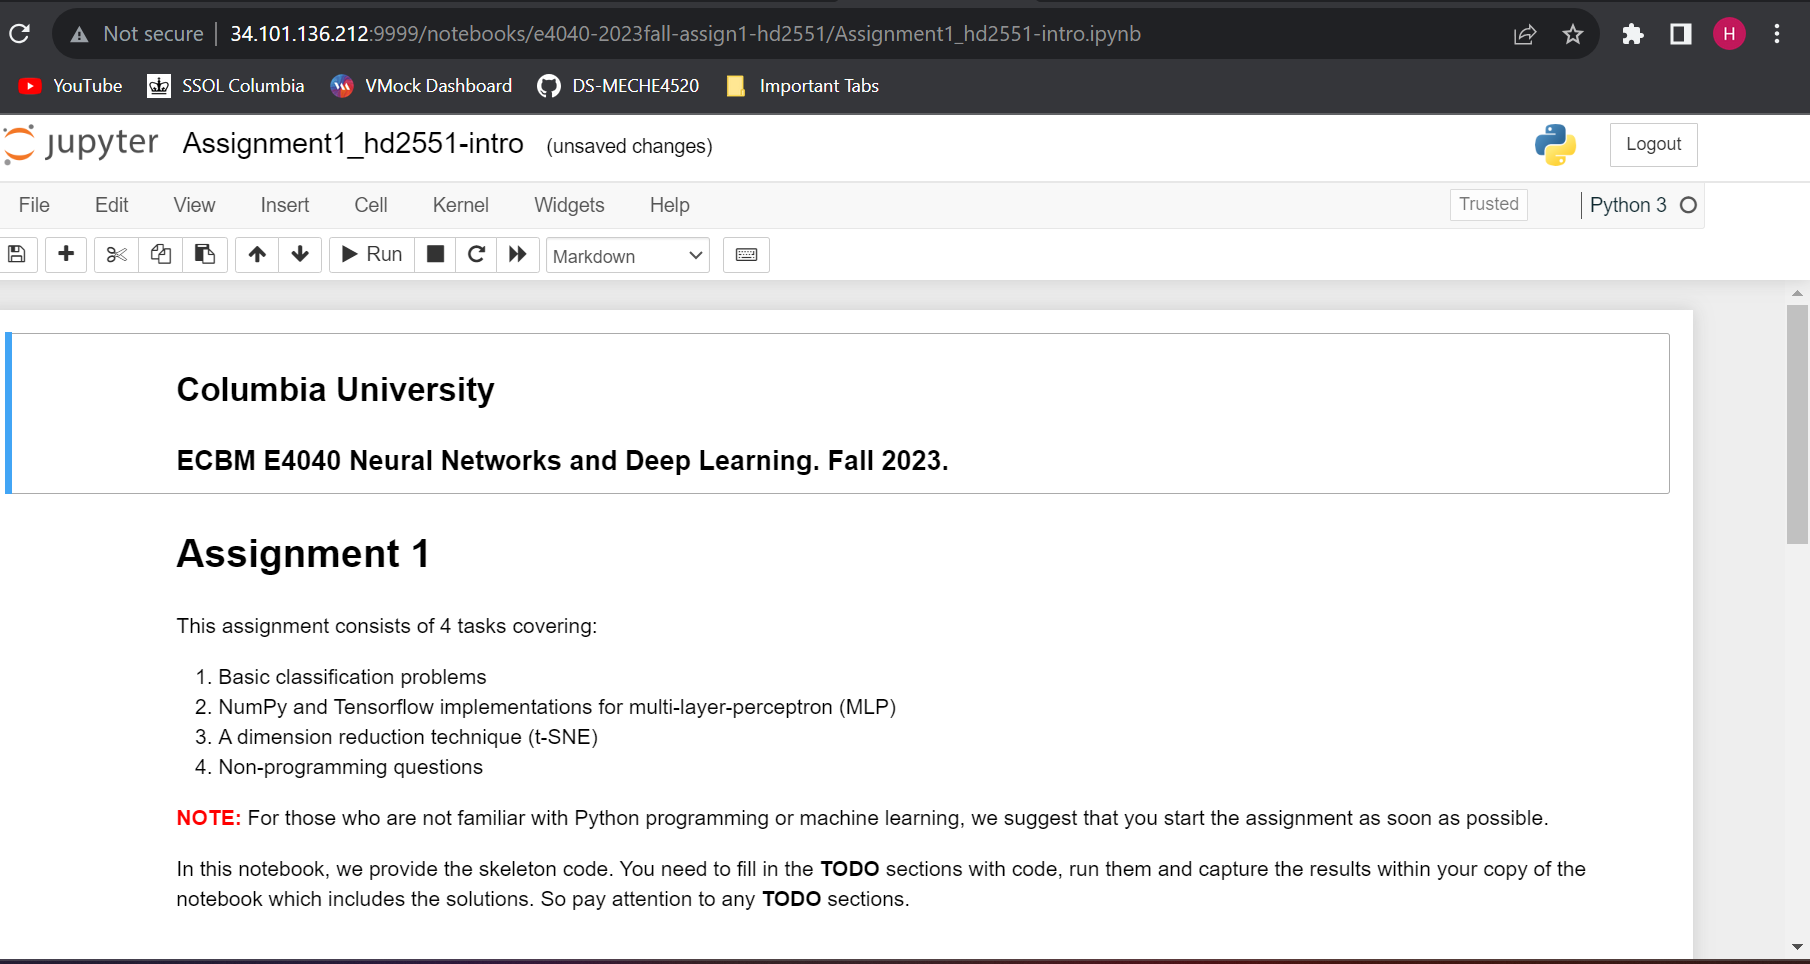 Not secure 34.101.136.212:9999/notebooks/e4040-2023fall-assign1-hd2551/Assignment1_hd2551-intro.ipynb H
YouTube SSOL Columbia VMock Dashboard DS-MECHE4520 Important Tabs
jupyter Assignment1_hd2551-intro (unsaved changes) Logout
File Edit View Insert Cell Kernel Widgets Help Trusted Python 3
Run Markdown
Columbia University
ECBM E4040 Neural Networks and Deep Learning. Fall 2023.
Assignment 1
This assignment consists of 4 tasks covering:
1. Basic classification problems
2. NumPy and Tensorflow implementations for multi-layer-perceptron (MLP)
3. A dimension reduction technique (t-SNE)
4. Non-programming questions
NOTE: For those who are not familiar with Python programming or machine learning, we suggest that you start the assignment as soon as possible.
In this notebook, we provide the skeleton code. You need to fill in the TODO sections with code, run them and capture the results within your copy of the
notebook which includes the solutions. So pay attention to any TODO sections.